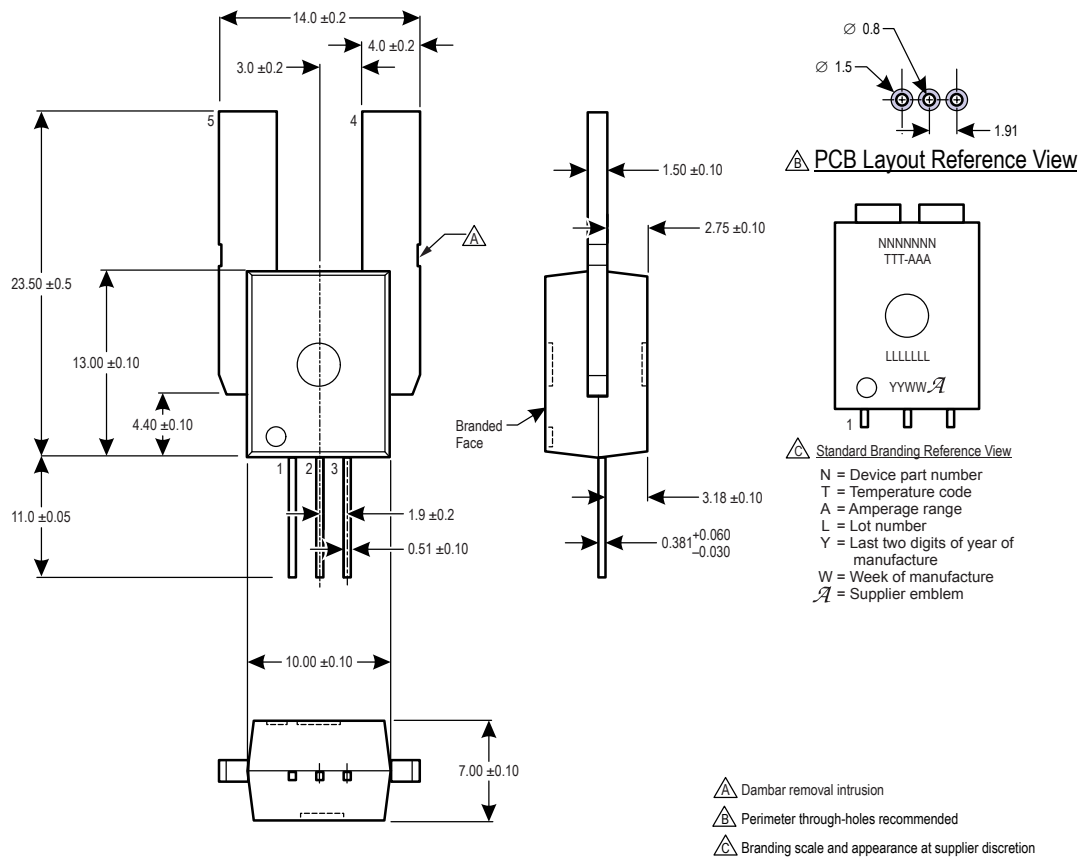 14.0 ±0.2
4.0 ±0.2
3.0 ±0.2
5
4
A
23.50 ±0.5
13.00 ±0.10
4.40 ±0.10
1
2
3
11.0 ±0.05
1.9 ±0.2
0.51 ±0.10
10.00 ±0.10
7.00 ±0.10
1.50 ±0.10
2.75 ±0.10
Branded
Face
3.18 ±0.10
0.381 +0.060
–0.030
∅ 0.8
∅ 1.5
1.91
B PCB Layout Reference View
NNNNNNN
TTT-AAA
LLLLLLL
YYWW A
1
C Standard Branding Reference View
N = Device part number
T = Temperature code
A = Amperage range
L = Lot number
Y = Last two digits of year of
manufacture
W = Week of manufacture
A = Supplier emblem
A Dambar removal intrusion
B Perimeter through-holes recommended
C Branding scale and appearance at supplier discretion